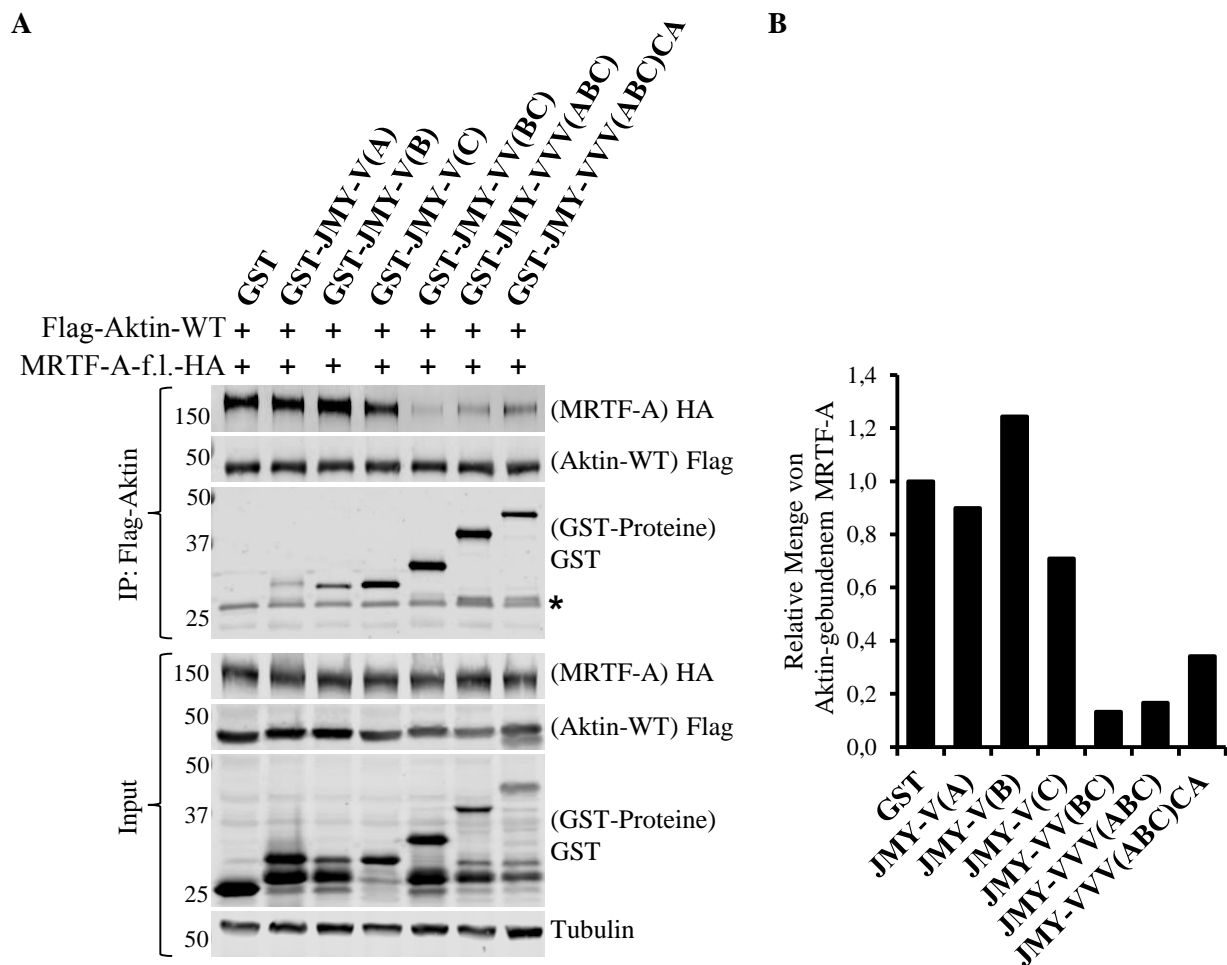 A
B
GST
GST-JMY-V(A)
GST-JMY-V(B)
GST-JMY-V(C)
GST-JMY-VV(BC)
GST-JMY-VVV(ABC)
GST-JMY-VVV(ABC)CA
Flag-Aktin-WT + + + + + + +
MRTF-A-f.l.-HA + + + + + + +
IP: Flag-Aktin
150 (MRTF-A) HA
50 (Aktin-WT) Flag
50
37 (GST-Proteine)
GST
25 *
Input
150 (MRTF-A) HA
50 (Aktin-WT) Flag
50
37
(GST-Proteine)
GST
25
50 Tubulin
Relative Menge von
Aktin-gebundenem MRTF-A
1,4
1,2
1,0
0,8
0,6
0,4
0,2
0,0
GST
JMY-V(A)
JMY-V(B)
JMY-V(C)
JMY-VV(BC)
JMY-VVV(ABC)
JMY-VVV(ABC)CA